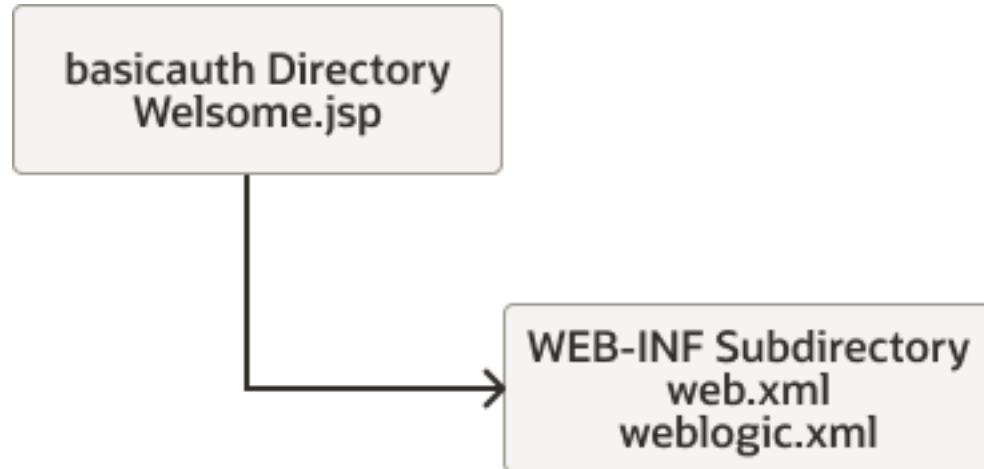 basicauth Directory
Welsome.jsp
WEB-INF Subdirectory
web.xml
weblogic.xml